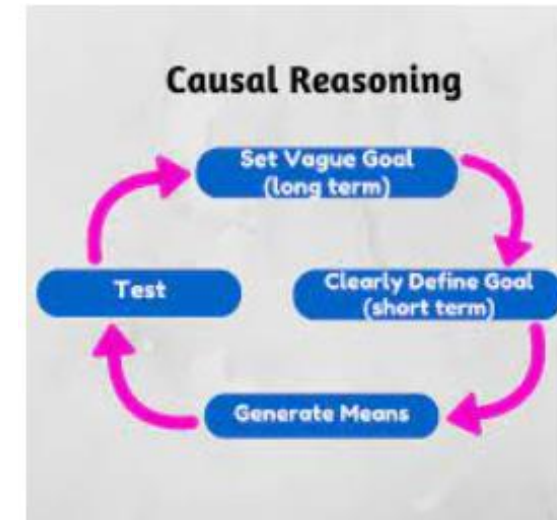 Causal Reasoning
Set Vague Goal
(long term)
Clearly Define Goal
(short term)
Generate Means
Test